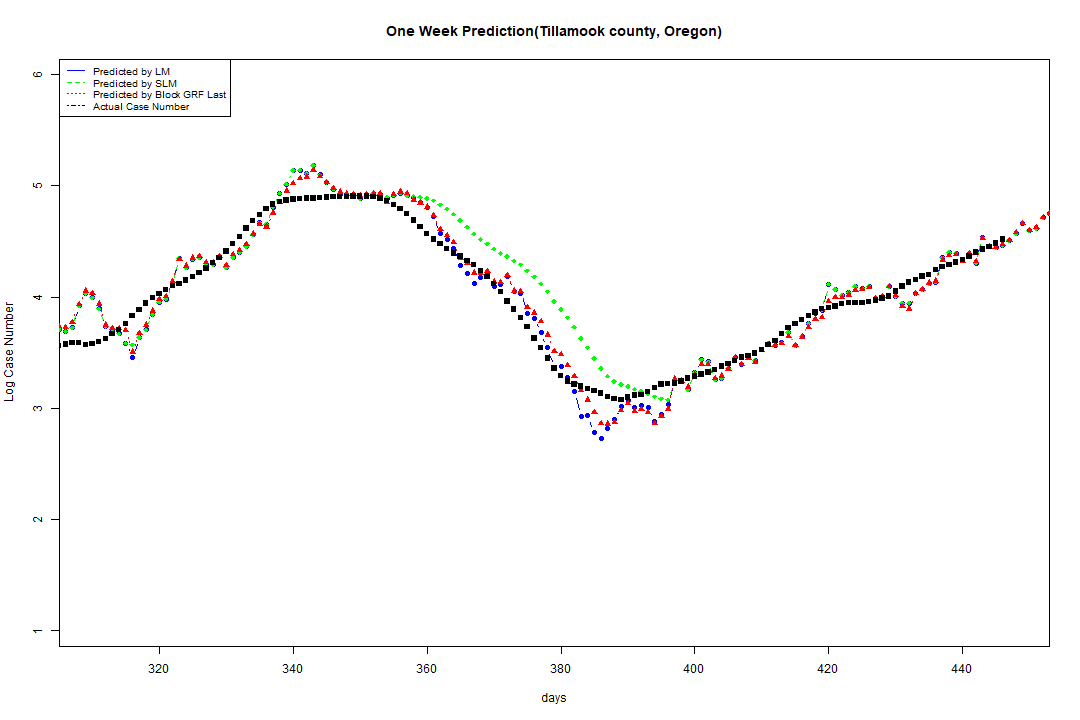 One Week Prediction(Tillamook county, Oregon)
Predicted by LM
Predicted by SLM
Predicted by Block GRF Last
Actual Case Number
6
5
4
3
2
1
Log Case Number
320 340 360 380 400 420 440
days